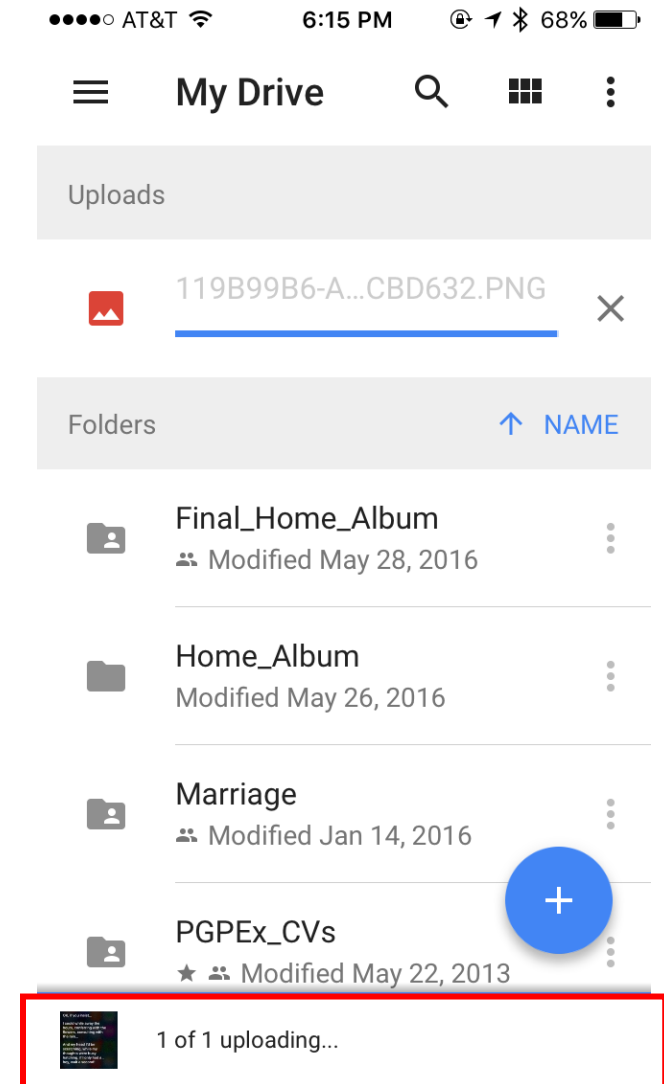 AT&T 6:15 PM 68%
My Drive
Uploads
119B99B6-A...CBD632.PNG
Folders NAME
Final_Home_Album
Modified May 28, 2016
Home_Album
Modified May 26, 2016
Marriage
Modified Jan 14, 2016
PGPEx_CVs
Modified May 22, 2013
1 of 1 uploading...